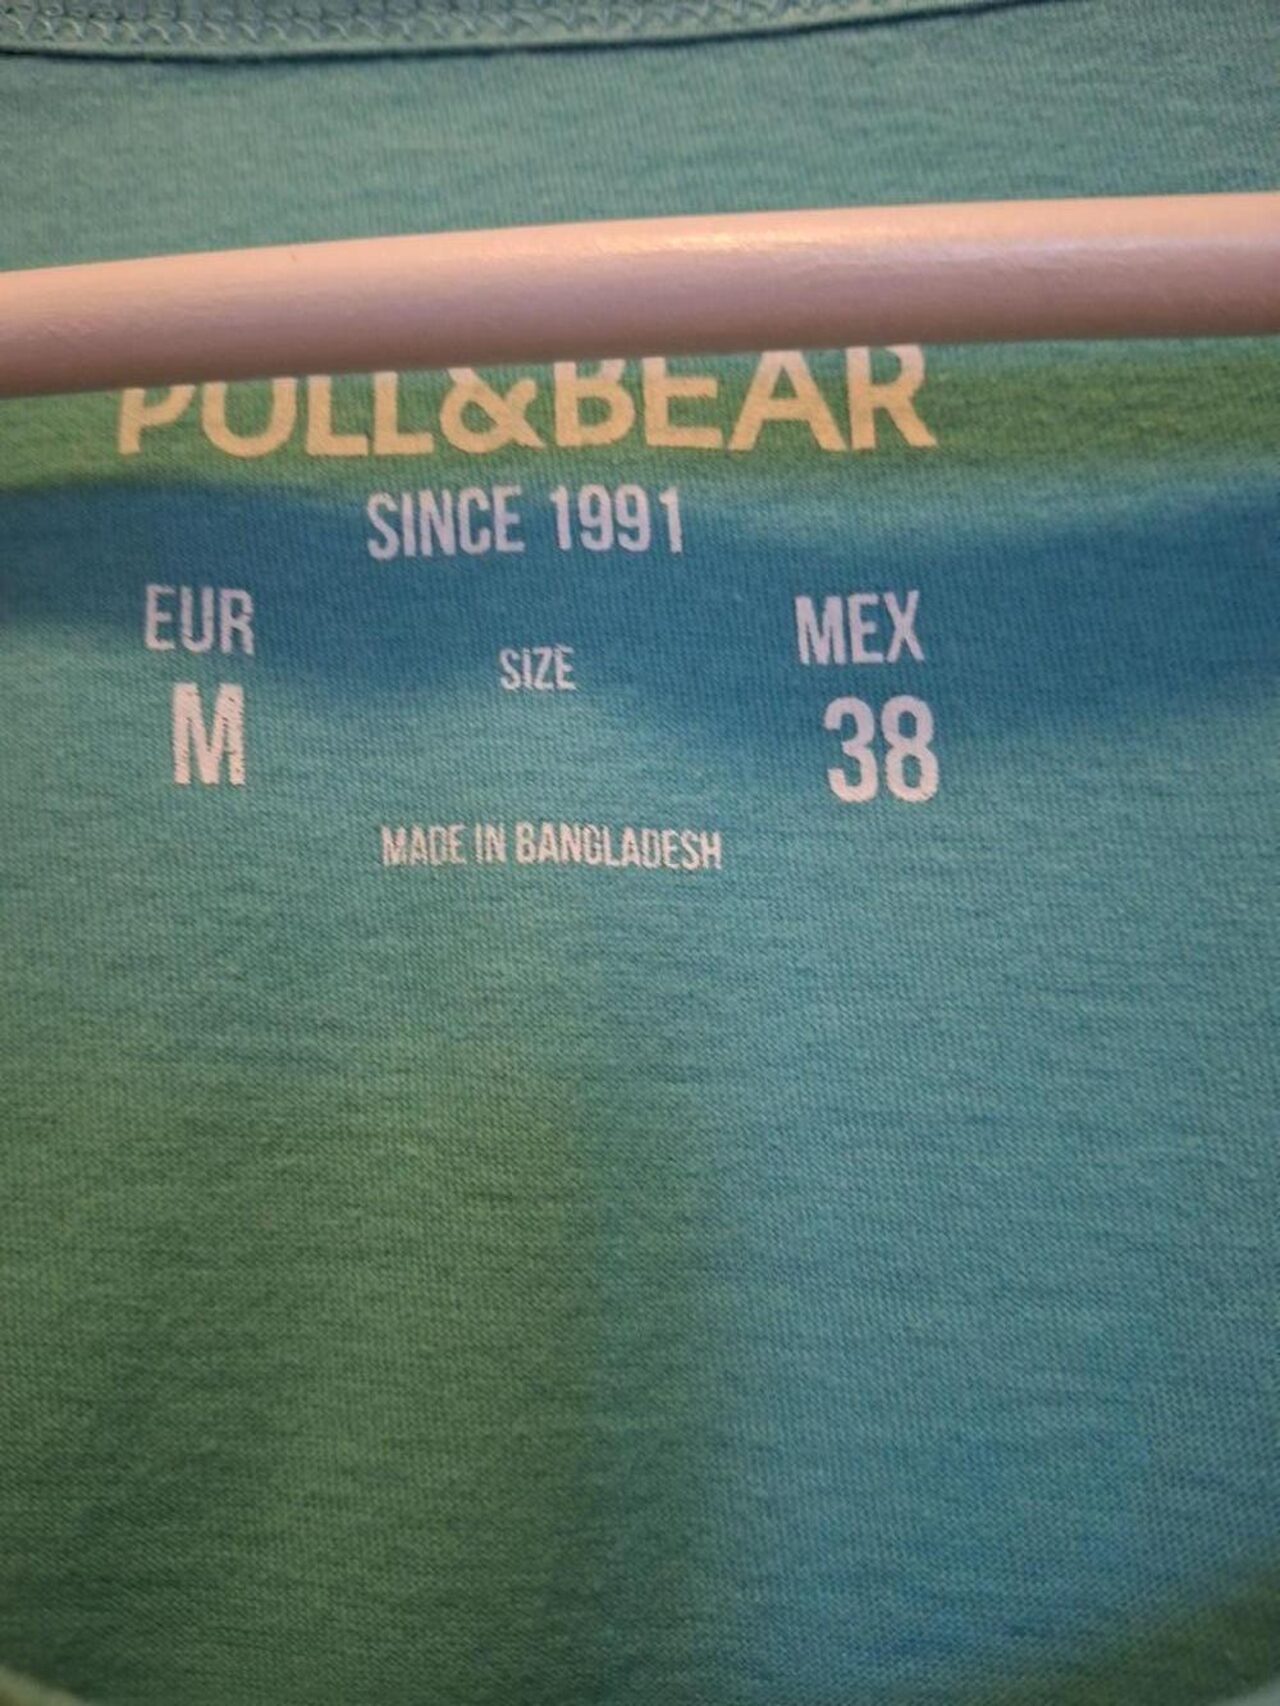 PULL&BEAR
SINCE 1991
EUR SIZE MEX
M 38
MADE IN BANGLADESH